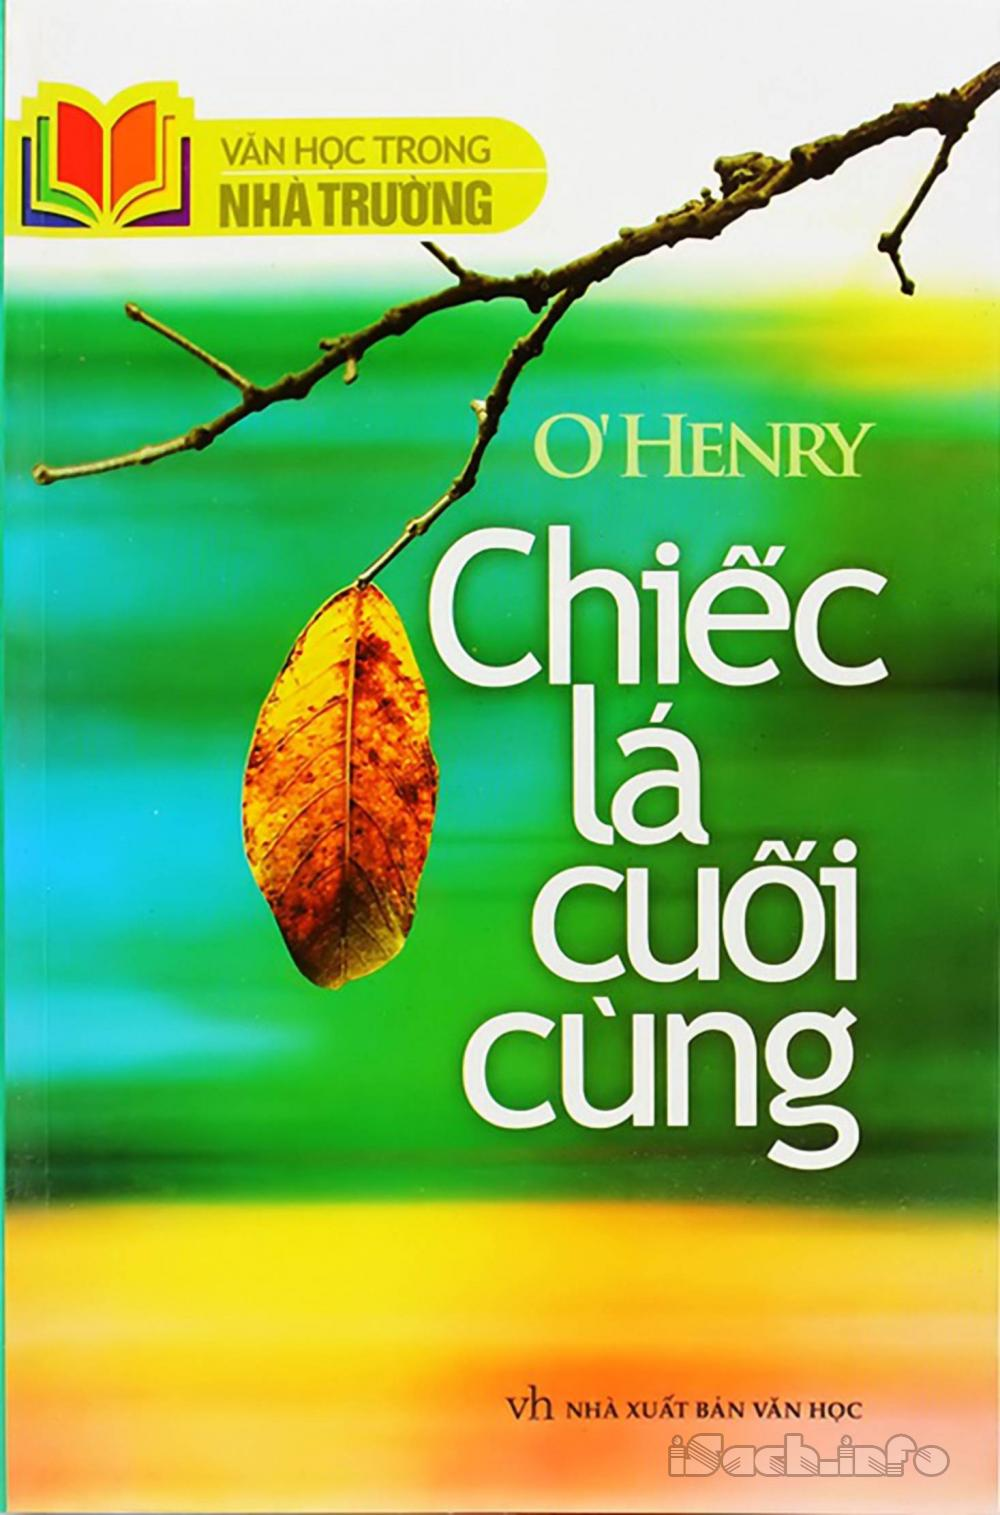 VĂN HỌC TRONG
NHÀ TRƯỜNG
O'HENRY
Chiếc
lá
cuối
cùng
vh NHÀ XUẤT BẢN VĂN HỌC
iSach.info